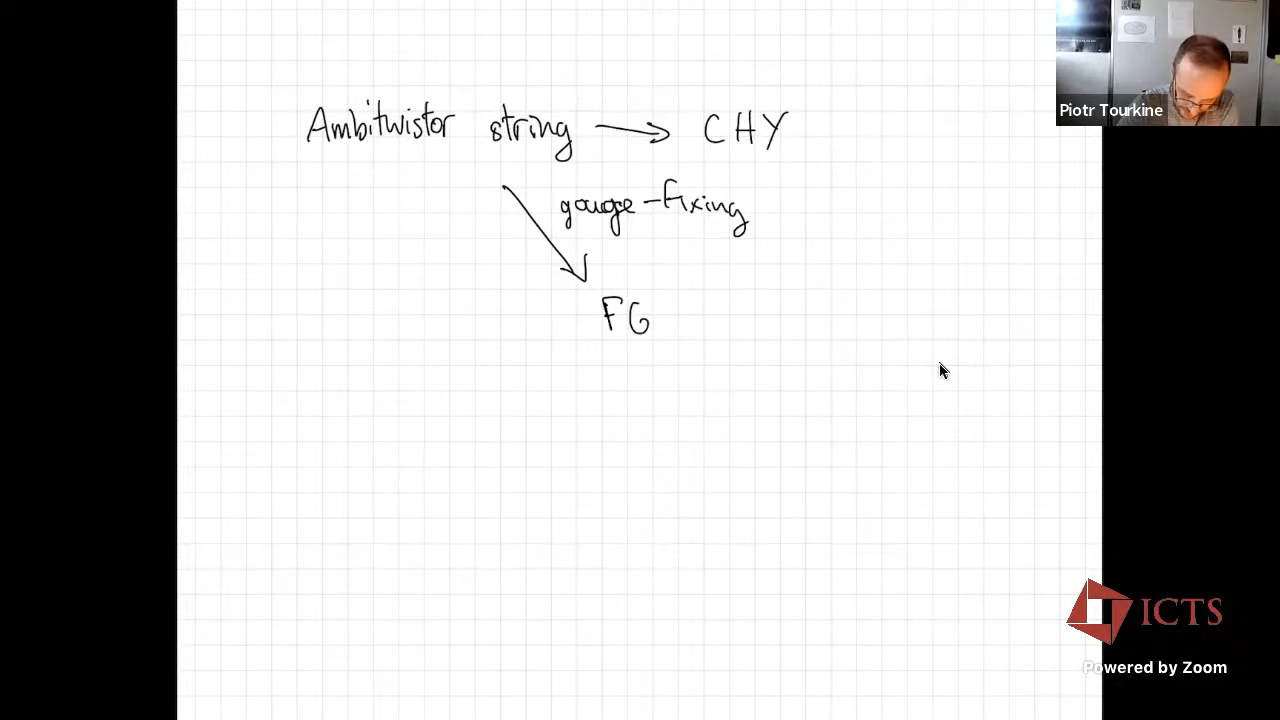 Ambitwistor string → CHY
gauge-fixing
FG
Piotr Tourkine
ICTS
Powered by Zoom